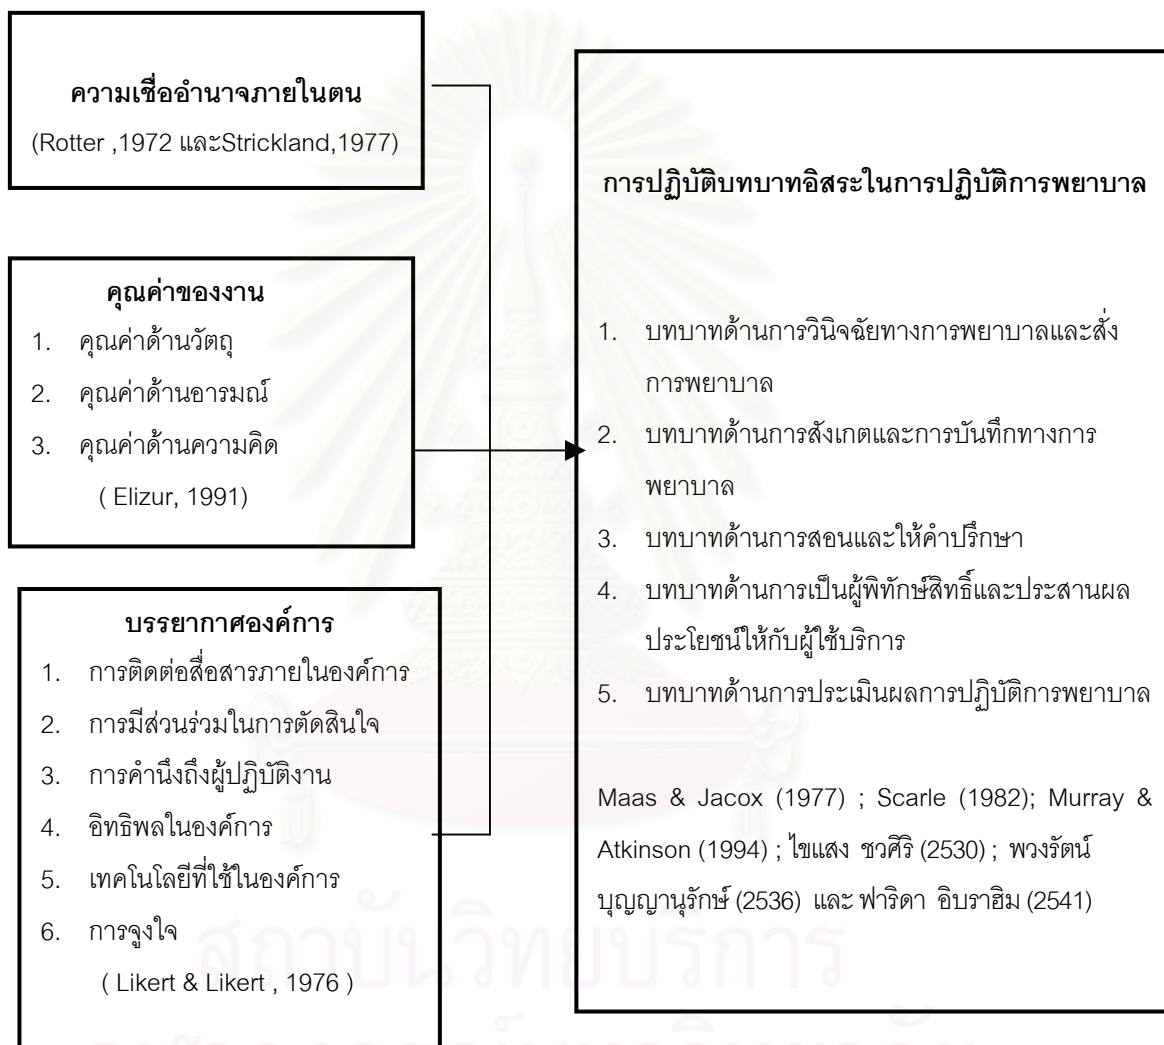 ความเชื่ออำนาจภายในตน
(Rotter ,1972 และStrickland,1977)
คุณค่าของงาน
1. คุณค่าด้านวัตถุ
2. คุณค่าด้านอารมณ์
3. คุณค่าด้านความคิด
( Elizur, 1991)
บรรยากาศองค์การ
1. การติดต่อสื่อสารภายในองค์การ
2. การมีส่วนร่วมในการตัดสินใจ
3. การคำนึงถึงผู้ปฏิบัติงาน
4. อิทธิพลในองค์การ
5. เทคโนโลยีที่ใช้ในองค์การ
6. การจูงใจ
( Likert & Likert , 1976 )
การปฏิบัติบทบาทอิสระในการปฏิบัติการพยาบาล
1. บทบาทด้านการวินิจฉัยทางการพยาบาลและสั่ง
การพยาบาล
2. บทบาทด้านการสังเกตและการบันทึกทางการ
พยาบาล
3. บทบาทด้านการสอนและให้คำปรึกษา
4. บทบาทด้านการเป็นผู้พิทักษ์สิทธิ์และประสานผล
ประโยชน์ให้กับผู้ใช้บริการ
5. บทบาทด้านการประเมินผลการปฏิบัติการพยาบาล
Maas & Jacox (1977) ; Scarle (1982); Murray &
Atkinson (1994) ; ไขแสง ชวศิริ (2530) ; พวงรัตน์
บุญญานุรักษ์ (2536) และ ฟาริดา อิบราฮิม (2541)
สถาบันวิทยบริการ